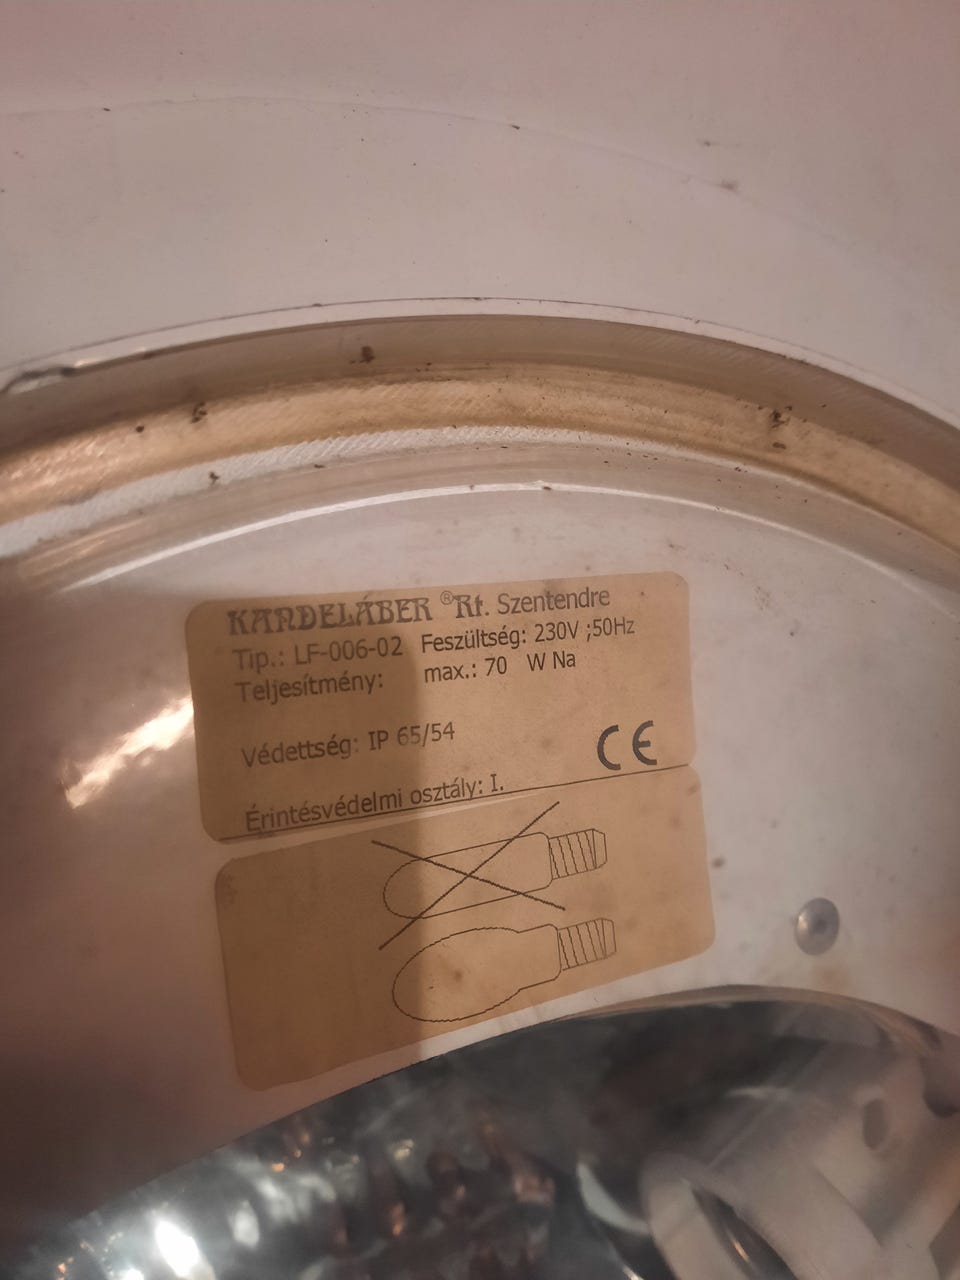 KANDELÁBER ® Rt. Szentendre
Tip.: LF-006-02 Feszültség: 230V ;50Hz
Teljesítmény: max.: 70 W Na
Védettség: IP 65/54
CE
Érintésvédelmi osztály: I.